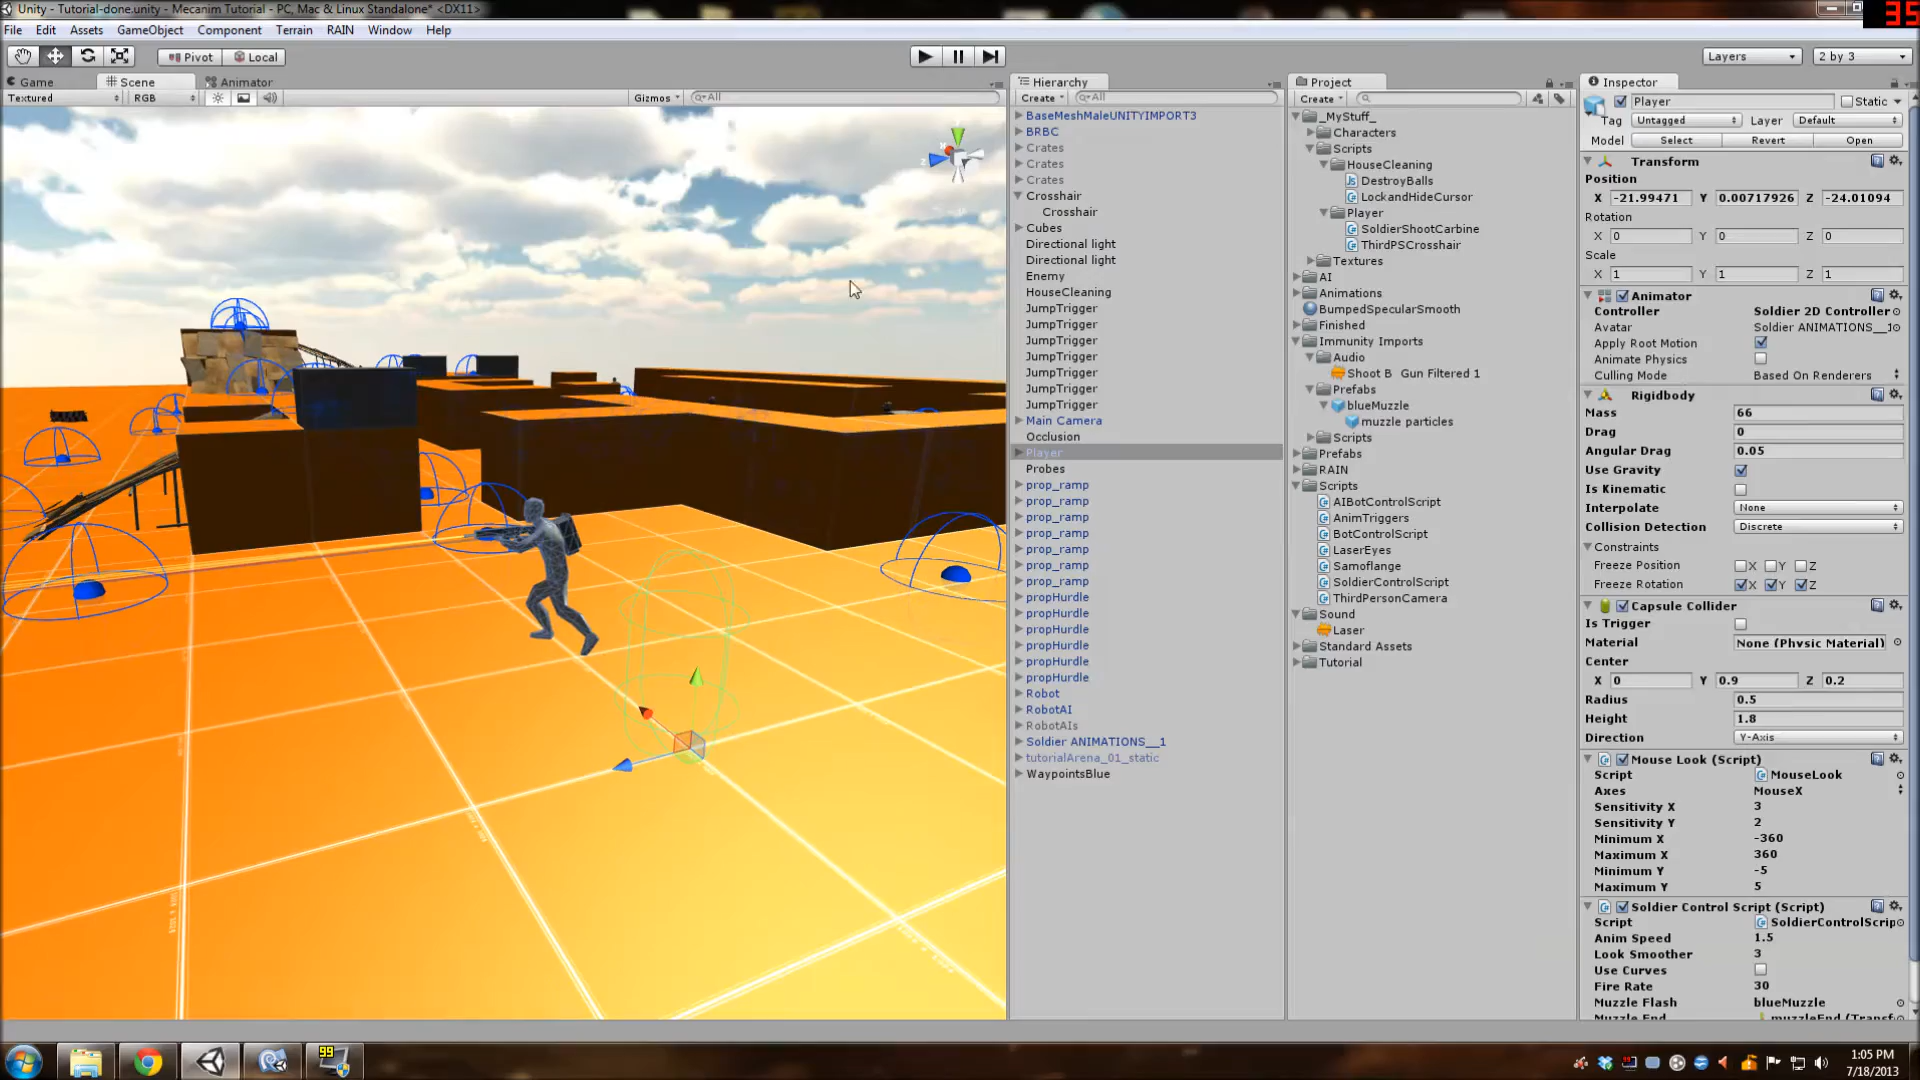 Unity - Tutorial-done.unity - Mecanim Tutorial - PC, Mac & Linux Standalone* <DX11>
35
File Edit Assets GameObject Component Terrain RAIN Window Help
Pivot Local
Layers
2 by 3
Game Scene Animator
Textured RGB Gizmos All
Hierarchy
Create All
BaseMeshMaleUNITYIMPORT3
BRBC
Crates
Crates
Crates
Crosshair
Crosshair
Cubes
Directional light
Directional light
Enemy
HouseCleaning
JumpTrigger
JumpTrigger
JumpTrigger
JumpTrigger
JumpTrigger
JumpTrigger
JumpTrigger
Main Camera
Occlusion
Player
Probes
prop_ramp
prop_ramp
prop_ramp
prop_ramp
prop_ramp
prop_ramp
prop_ramp
propHurdle
propHurdle
propHurdle
propHurdle
propHurdle
propHurdle
Robot
RobotAI
RobotAIs
Soldier ANIMATIONS__1
tutorialArena_01_static
WaypointsBlue
Project
Create
_MyStuff_
Characters
Scripts
HouseCleaning
DestroyBalls
LockandHideCursor
Player
SoldierShootCarbine
ThirdPSCrosshair
Textures
AI
Animations
BumpedSpecularSmooth
Finished
Immunity Imports
Audio
Shoot B Gun Filtered 1
Prefabs
blueMuzzle
muzzle particles
Scripts
Prefabs
RAIN
Scripts
AIBotControlScript
AnimTriggers
BotControlScript
LaserEyes
Samoflange
SoldierControlScript
ThirdPersonCamera
Sound
Laser
Standard Assets
Tutorial
Inspector
Player Static
Tag Untagged Layer Default
Model Select Revert Open
Transform
Position
X -21.99471 Y 0.00717926 Z -24.01094
Rotation
X 0 Y 0 Z 0
Scale
X 1 Y 1 Z 1
Animator
Controller Soldier 2D Controller
Avatar Soldier ANIMATIONS__1
Apply Root Motion
Animate Physics
Culling Mode Based On Renderers
Rigidbody
Mass 66
Drag 0
Angular Drag 0.05
Use Gravity
Is Kinematic
Interpolate None
Collision Detection Discrete
Constraints
Freeze Position X Y Z
Freeze Rotation X Y Z
Capsule Collider
Is Trigger
Material None (Physic Material)
Center
X 0 Y 0.9 Z 0.2
Radius 0.5
Height 1.8
Direction Y-Axis
Mouse Look (Script)
Script MouseLook
Axes MouseX
Sensitivity X 3
Sensitivity Y 2
Minimum X -360
Maximum X 360
Minimum Y -5
Maximum Y 5
Soldier Control Script (Script)
Script SoldierControlScrip
Anim Speed 1.5
Look Smoother 3
Use Curves
Fire Rate 30
Muzzle Flash blueMuzzle
Muzzle End muzzleEnd (Transf
99
1:05 PM
7/18/2013